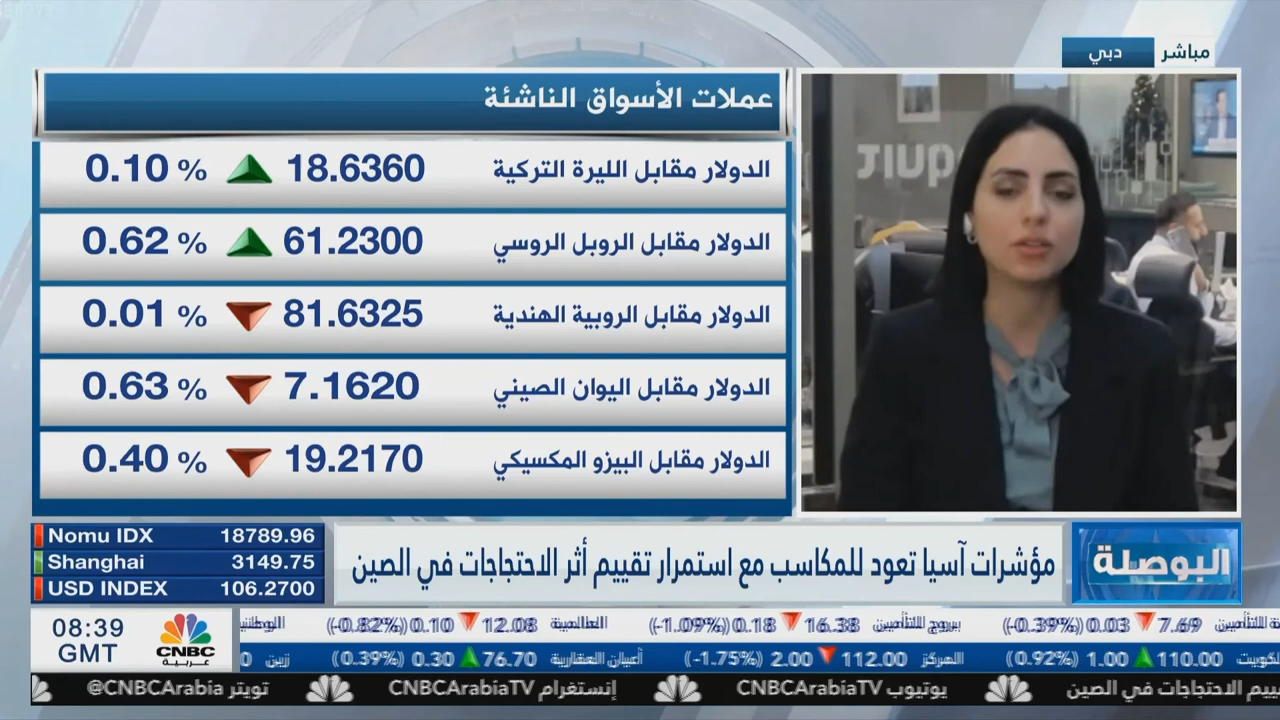 مباشر دبي
عملات الأسواق الناشئة
الدولار مقابل الليرة التركية 18.6360 0.10 %
الدولار مقابل الروبل الروسي 61.2300 0.62 %
الدولار مقابل الروبية الهندية 81.6325 0.01 %
الدولار مقابل اليوان الصيني 7.1620 0.63 %
الدولار مقابل البيزو المكسيكي 19.2170 0.40 %
البوصلة
مؤشرات آسيا تعود للمكاسب مع استمرار تقييم أثر الاحتجاجات في الصين
Nomu IDX 18789.96
Shanghai 3149.75
USD INDEX 106.2700
08:39
GMT
CNBC
عربية
7.69 0.03 (-0.39%) بروج للتأمين 16.38 0.18 (-1.09%) العالمية 12.08 0.10 (-0.82%)
110.00 1.00 (0.92%) المركز 112.00 2.00 (-1.75%) أعيان العقارية 76.70 0.30 (0.39%) زين
الاحتجاجات في الصين يوتيوب CNBCArabiaTV إنستغرام CNBCArabiaTV تويتر @CNBCArabia